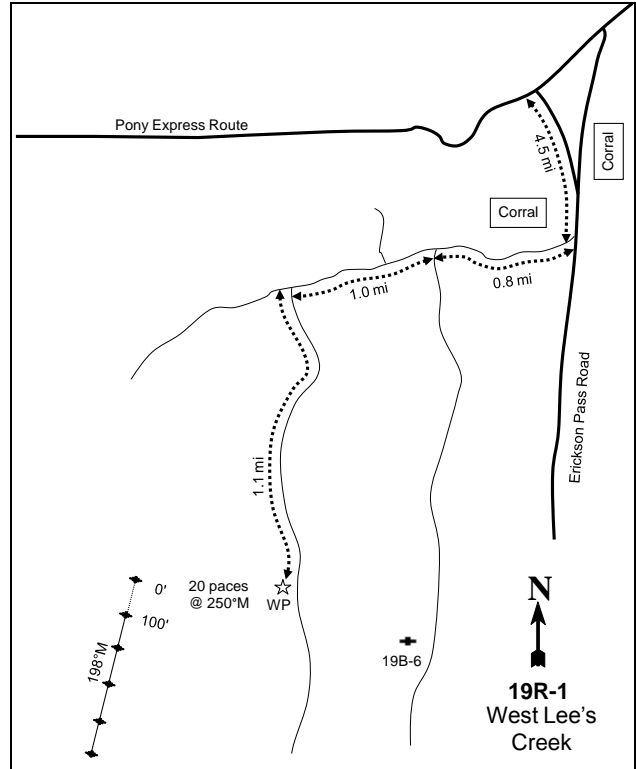 Pony Express Route
Corral
4.5 mi
Corral
1.0 mi
0.8 mi
Erickson Pass Road
1.1 mi
20 paces
@ 250°M
WP
0'
100'
198°M
19B-6
N
19R-1
West Lee's
Creek